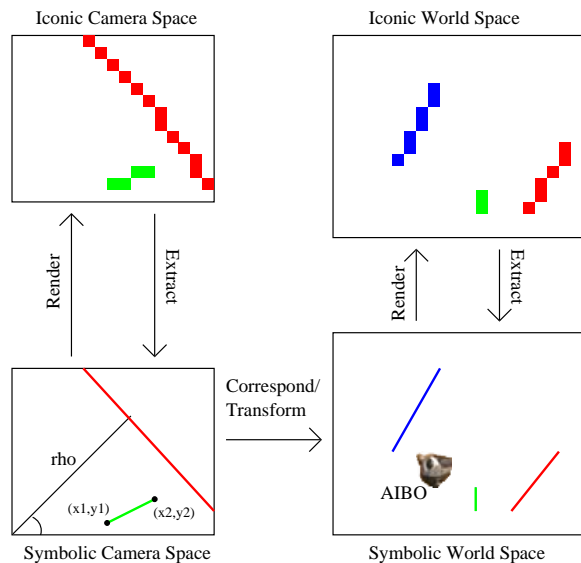 Iconic Camera Space
Iconic World Space
Render
Extract
Render
Extract
Correspond/
Transform
rho
(x1,y1)
(x2,y2)
AIBO
Symbolic Camera Space
Symbolic World Space